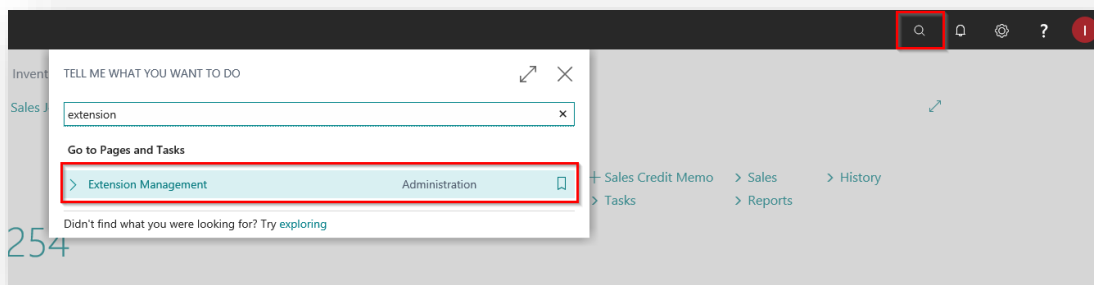 ?
I
Invent
Sales J
TELL ME WHAT YOU WANT TO DO
extension
Go to Pages and Tasks
Extension Management Administration
Didn't find what you were looking for? Try exploring
+ Sales Credit Memo > Sales > History
> Tasks > Reports
254